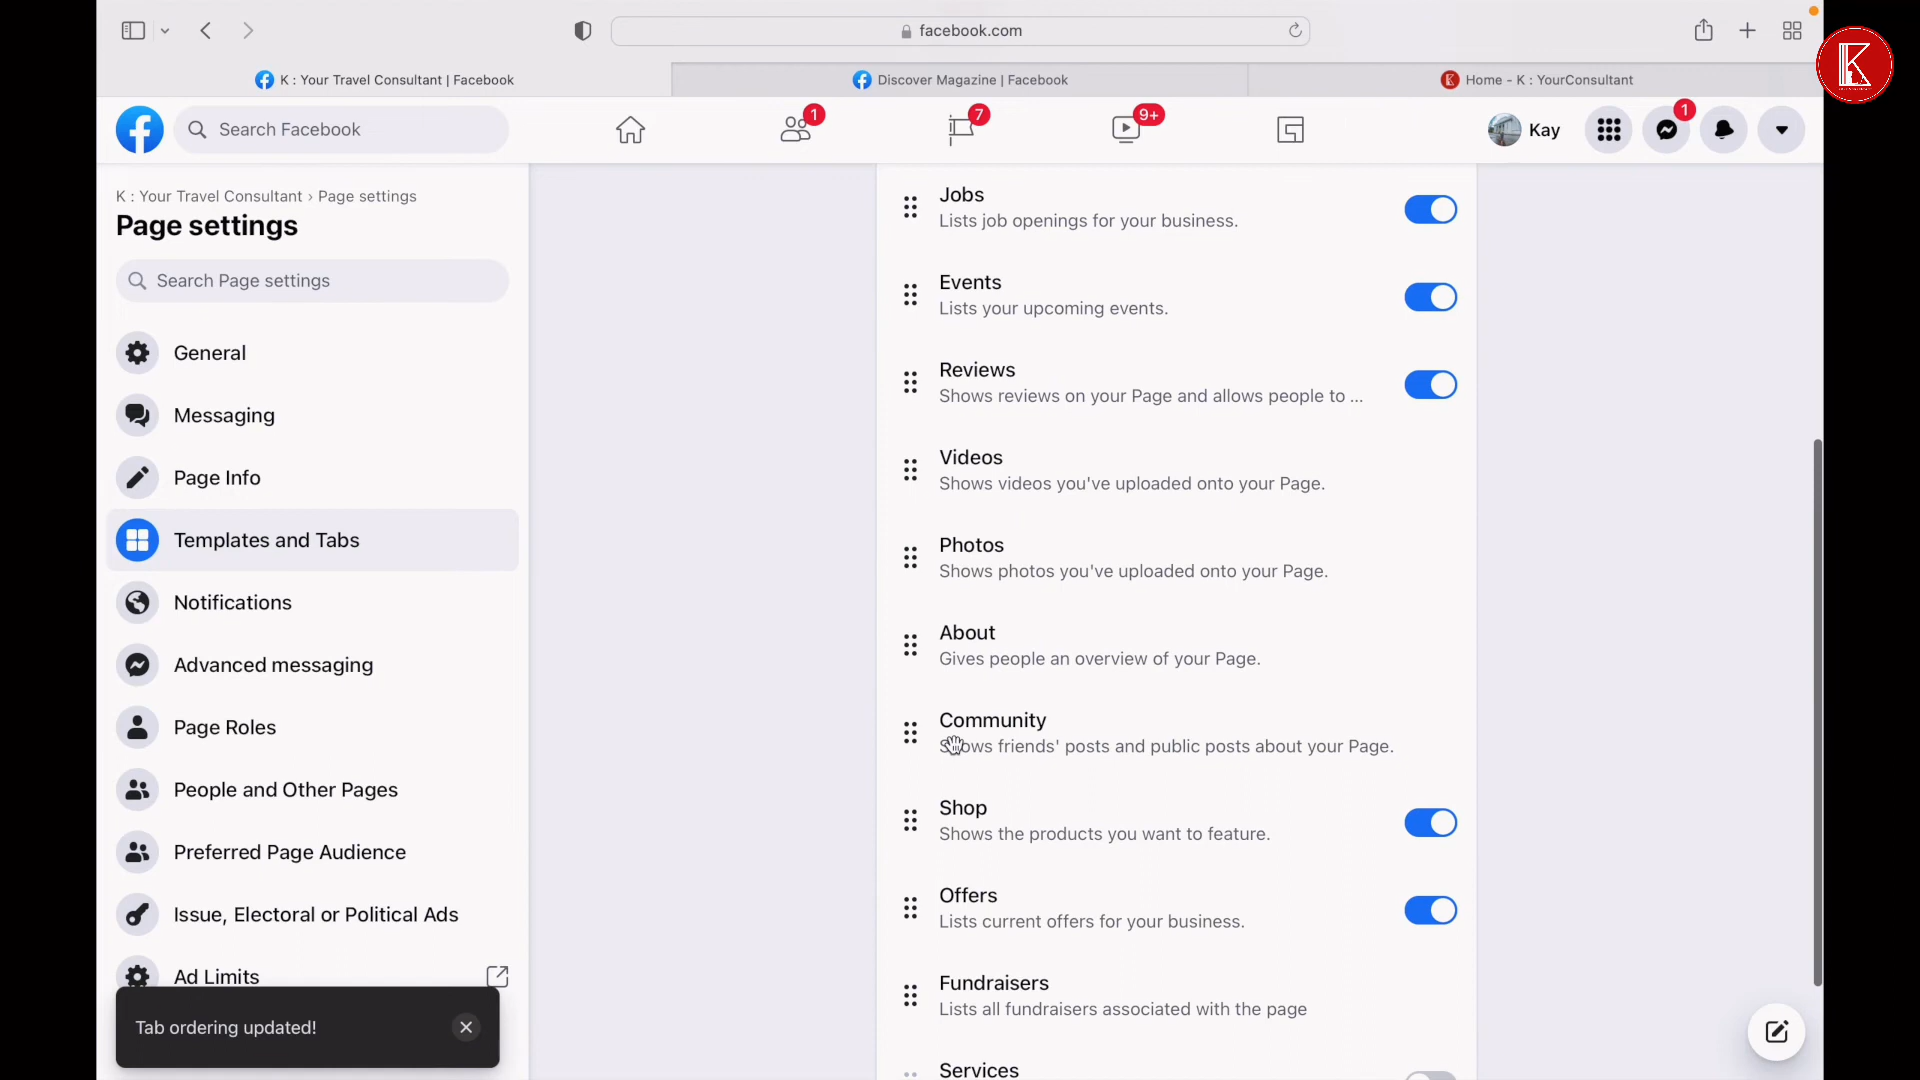 facebook.com
K : Your Travel Consultant | Facebook
Discover Magazine | Facebook
Home - K : YourConsultant
K
Search Facebook
1
7
9+
Kay
1
K : Your Travel Consultant › Page settings
Page settings
Search Page settings
General
Messaging
Page Info
Templates and Tabs
Notifications
Advanced messaging
Page Roles
People and Other Pages
Preferred Page Audience
Issue, Electoral or Political Ads
Ad Limits
Tab ordering updated!
Jobs
Lists job openings for your business.
Events
Lists your upcoming events.
Reviews
Shows reviews on your Page and allows people to ...
Videos
Shows videos you've uploaded onto your Page.
Photos
Shows photos you've uploaded onto your Page.
About
Gives people an overview of your Page.
Community
Shows friends' posts and public posts about your Page.
Shop
Shows the products you want to feature.
Offers
Lists current offers for your business.
Fundraisers
Lists all fundraisers associated with the page
Services